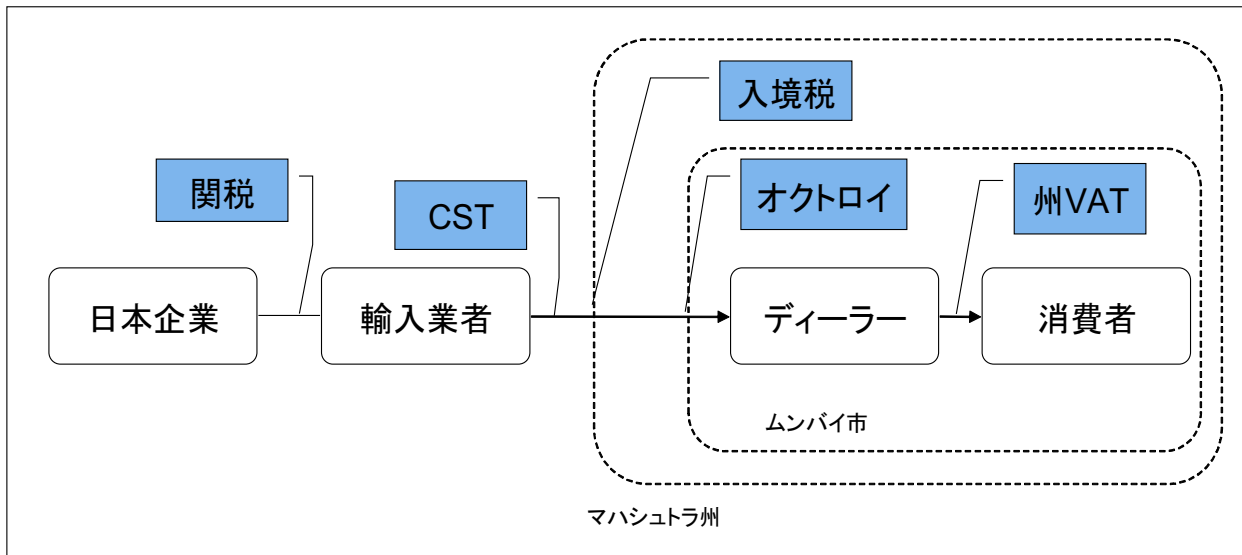 入境税
関税
CST
オクトロイ
州VAT
日本企業
輸入業者
ディーラー
消費者
ムンバイ市
マハシュトラ州